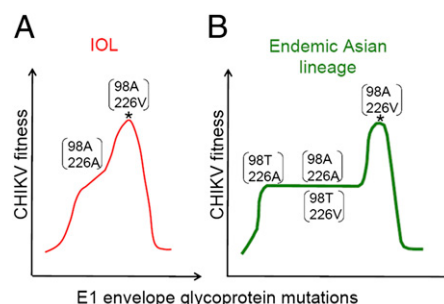 A
IOL
CHIKV fitness
98A
226V
*
98A
226A
B
Endemic Asian
lineage
CHIKV fitness
98A
226V
*
98T
226A
98A
226A
98T
226V
E1 envelope glycoprotein mutations